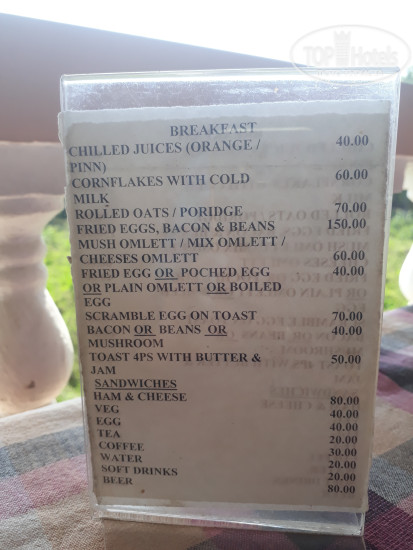 TOP Hotels
BREAKFAST
CHILLED JUICES (ORANGE / 40.00
PINN)
CORNFLAKES WITH COLD 60.00
MILK
ROLLED OATS / PORIDGE 70.00
FRIED EGGS, BACON & BEANS 150.00
MUSH OMLETT / MIX OMLETT /
CHEESES OMLETT 60.00
FRIED EGG OR POCHED EGG 40.00
OR PLAIN OMLETT OR BOILED
EGG
SCRAMBLE EGG ON TOAST 70.00
BACON OR BEANS OR 40.00
MUSHROOM
TOAST 4PS WITH BUTTER & 50.00
JAM
SANDWICHES
HAM & CHEESE 80.00
VEG 40.00
EGG 40.00
TEA 20.00
COFFEE 30.00
WATER 20.00
SOFT DRINKS 20.00
BEER 80.00